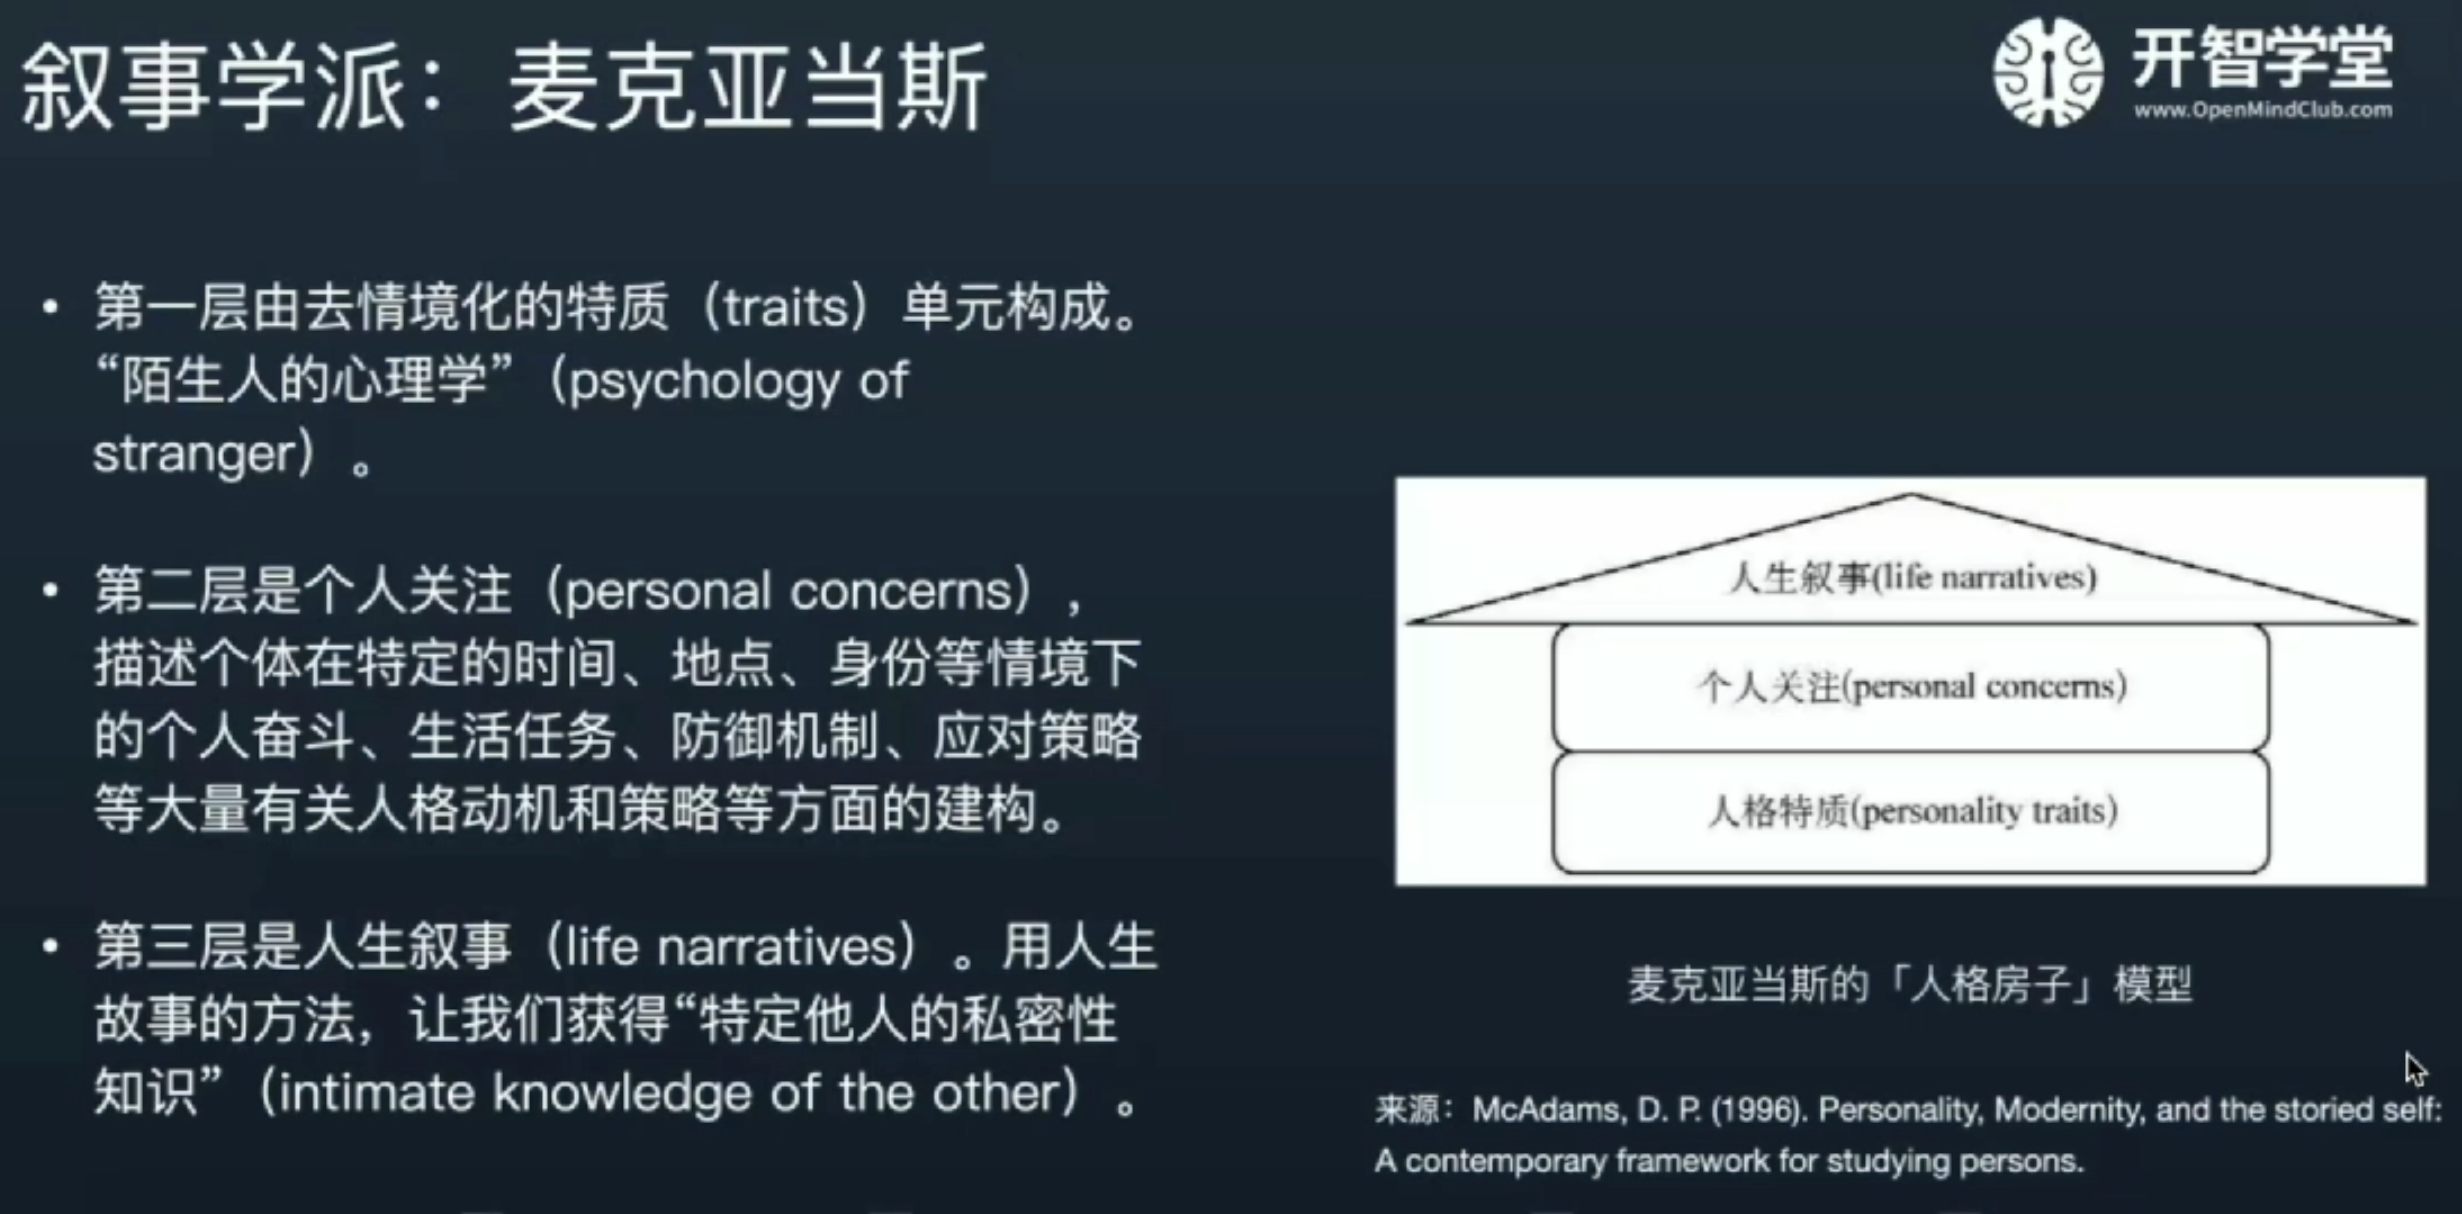 叙事学派：麦克亚当斯
开智学堂
www.OpenMindClub.com
• 第一层由去情境化的特质（traits）单元构成。
“陌生人的心理学”（psychology of
stranger）。
• 第二层是个人关注（personal concerns），
描述个体在特定的时间、地点、身份等情境下
的个人奋斗、生活任务、防御机制、应对策略
等大量有关人格动机和策略等方面的建构。
• 第三层是人生叙事（life narratives）。用人生
故事的方法，让我们获得“特定他人的私密性
知识”（intimate knowledge of the other）。
人生叙事(life narratives)
个人关注(personal concerns)
人格特质(personality traits)
麦克亚当斯的「人格房子」模型
来源：McAdams, D. P. (1996). Personality, Modernity, and the storied self:
A contemporary framework for studying persons.